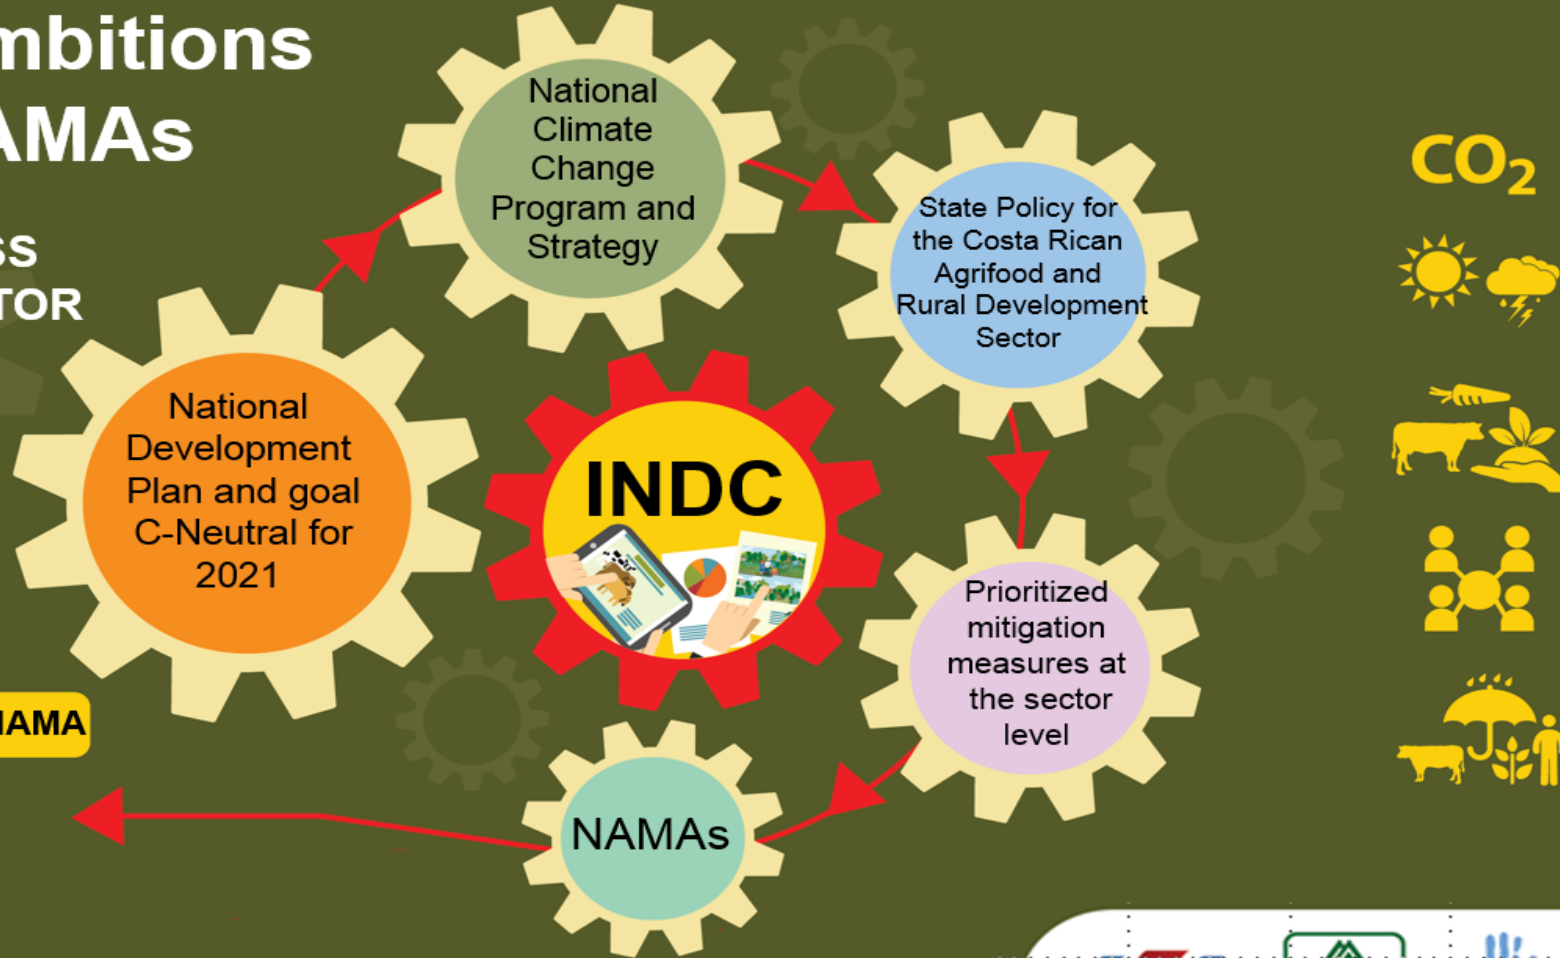 mbitions
AMAs
SS
TOR
National
Climate
Change
Program and
Strategy
State Policy for
the Costa Rican
Agrifood and
Rural Development
Sector
CO₂
National
Development
Plan and goal
C-Neutral for
2021
INDC
Prioritized
mitigation
measures at
the sector
level
NAMA
NAMAs